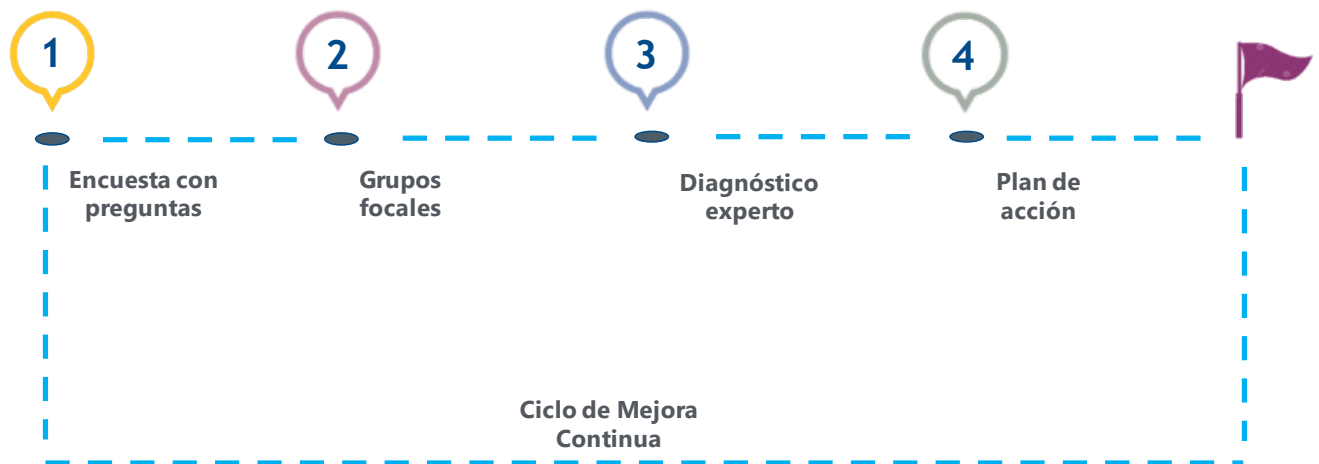 1
2
3
4
Encuesta con
preguntas
Grupos
focales
Diagnóstico
experto
Plan de
acción
Ciclo de Mejora
Continua